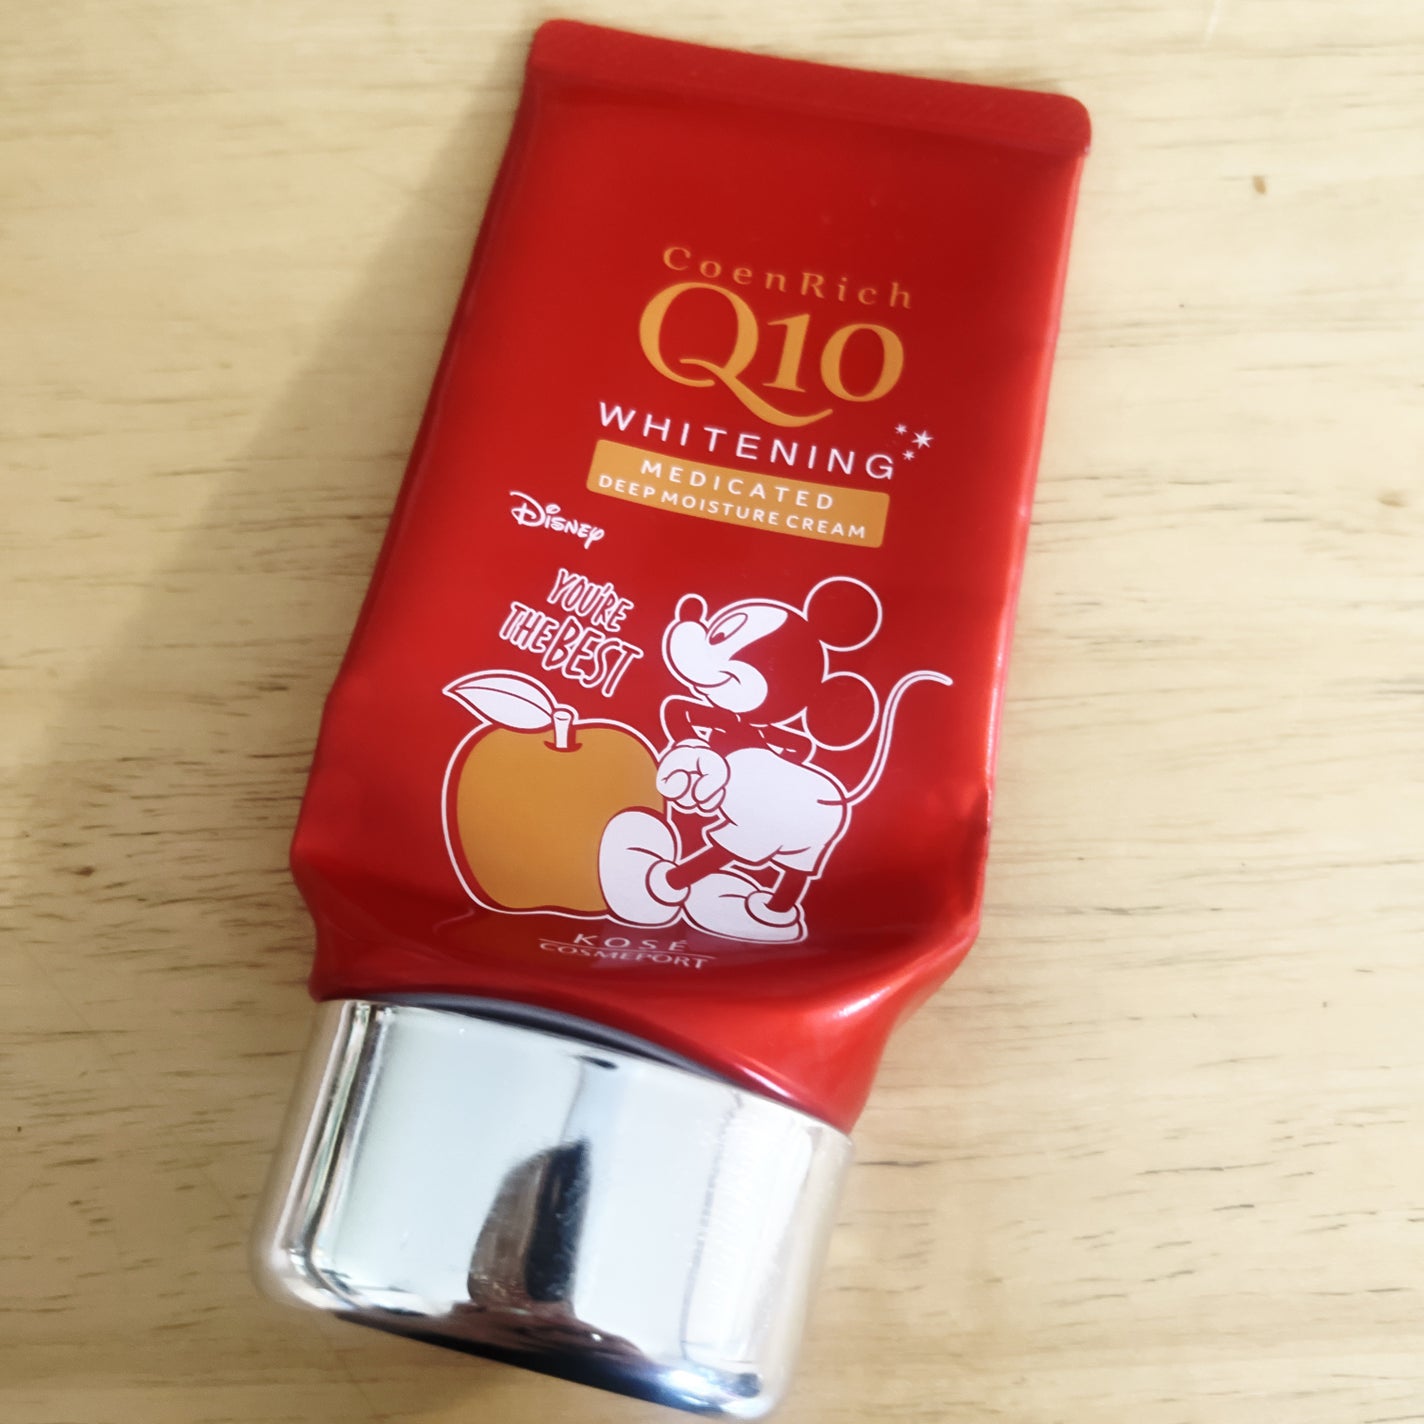 CoenRich
Q10
WHITENING
MEDICATED
DEEP MOISTURE CREAM
Disney
YOU'RE
THE BEST
KOSÉ
COSMEPORT